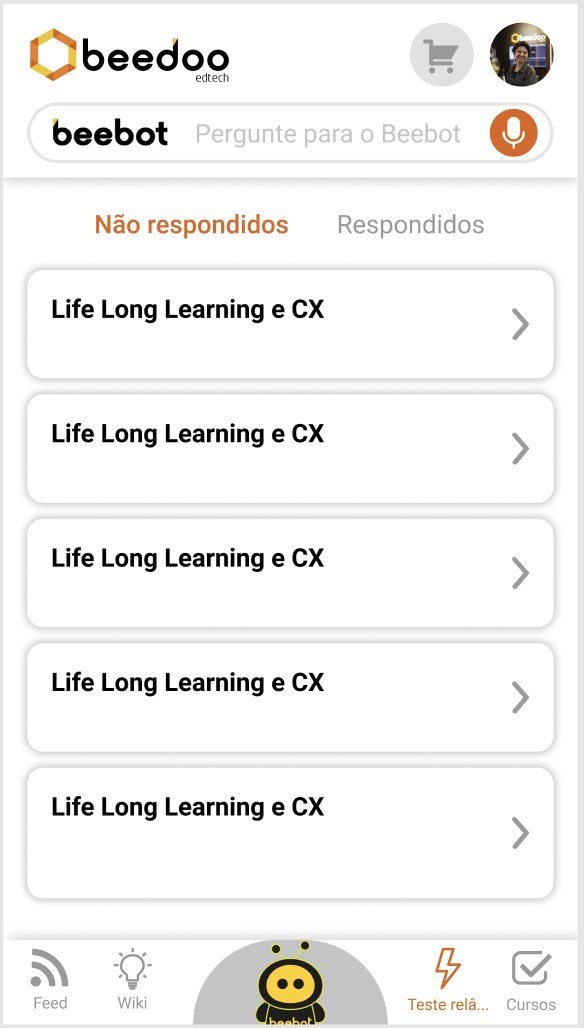 beedoo
edtech
beedoo
beebot Pergunte para o Beebot
Não respondidos Respondidos
Life Long Learning e CX
Life Long Learning e CX
Life Long Learning e CX
Life Long Learning e CX
Life Long Learning e CX
beebot
Feed Wiki Teste relâ... Cursos